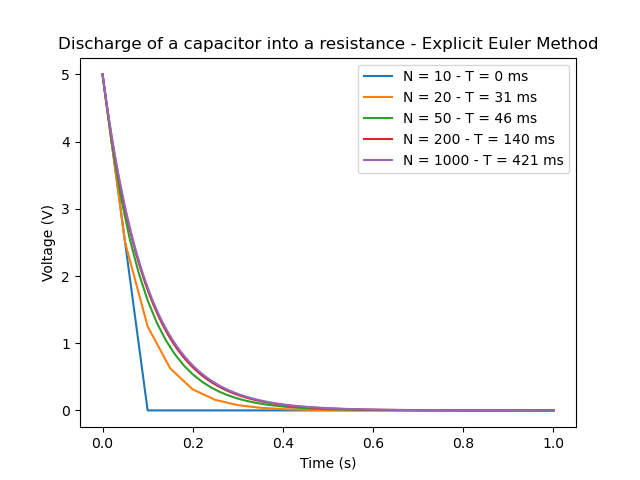 Discharge of a capacitor into a resistance - Explicit Euler Method
N = 10 - T = 0 ms
N = 20 - T = 31 ms
N = 50 - T = 46 ms
N = 200 - T = 140 ms
N = 1000 - T = 421 ms
Voltage (V)
5
4
3
2
1
0
0.0 0.2 0.4 0.6 0.8 1.0
Time (s)